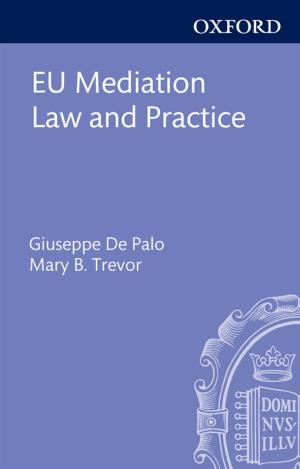 OXFORD
EU Mediation
Law and Practice
Giuseppe De Palo
Mary B. Trevor
DOMI
NVS·
ILLV